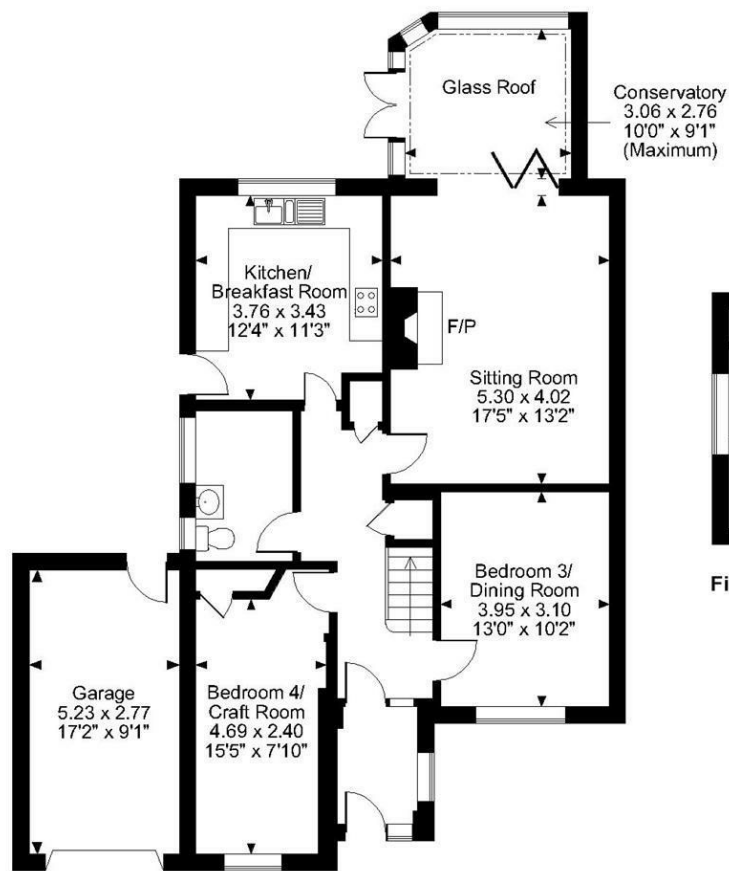 Glass Roof
Conservatory
3.06 x 2.76
10'0" x 9'1"
(Maximum)
Kitchen/
Breakfast Room
3.76 x 3.43
12'4" x 11'3"
F/P
Sitting Room
5.30 x 4.02
17'5" x 13'2"
Bedroom 3/
Dining Room
3.95 x 3.10
13'0" x 10'2"
Garage
5.23 x 2.77
17'2" x 9'1"
Bedroom 4/
Craft Room
4.69 x 2.40
15'5" x 7'10"
Fi